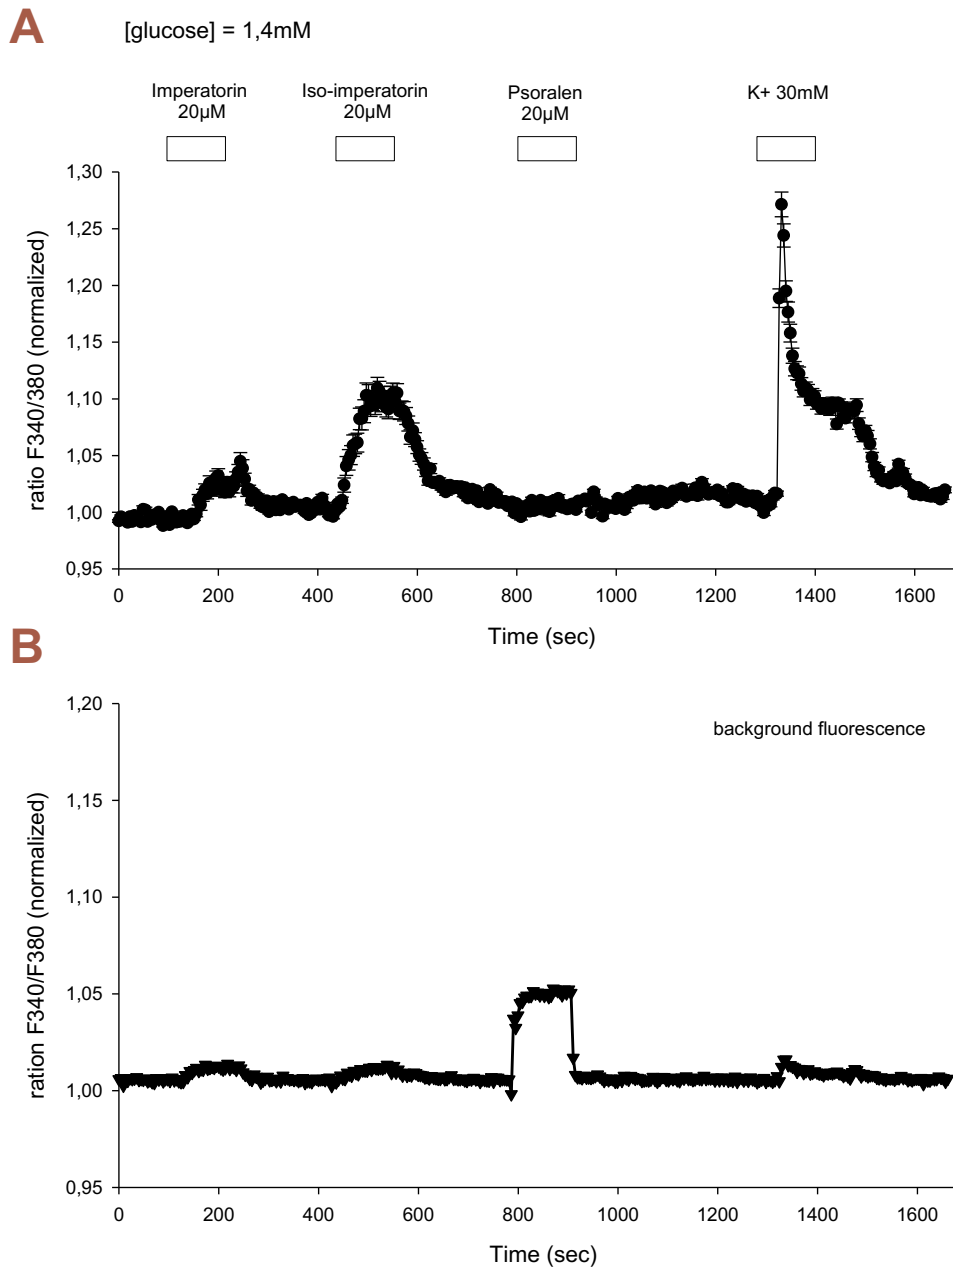 A
[glucose] = 1,4mM
Imperatorin
20µM
Iso-imperatorin
20µM
Psoralen
20µM
K+ 30mM
ratio F340/380 (normalized)
1,30
1,25
1,20
1,15
1,10
1,05
1,00
0,95
0 200 400 600 800 1000 1200 1400 1600
Time (sec)
B
background fluorescence
ration F340/F380 (normalized)
1,20
1,15
1,10
1,05
1,00
0,95
0 200 400 600 800 1000 1200 1400 1600
Time (sec)